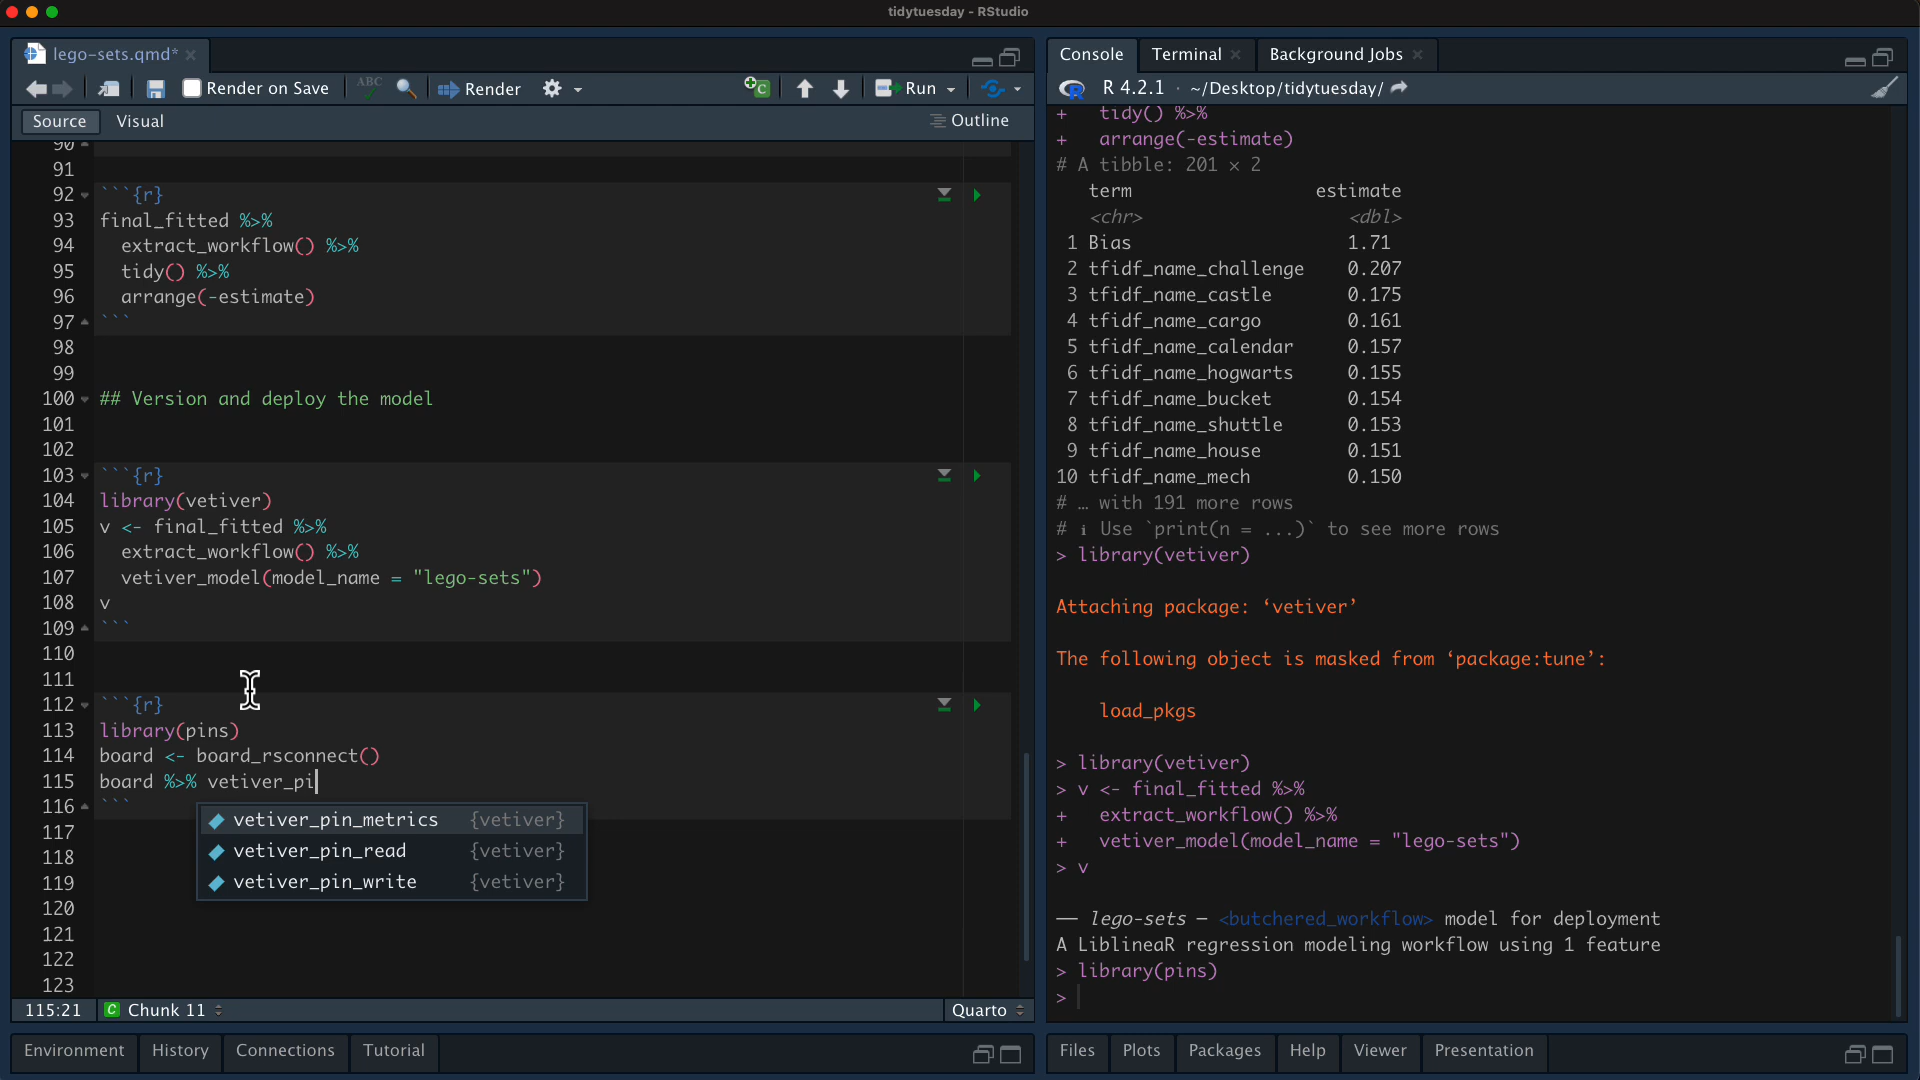 tidytuesday - RStudio
lego-sets.qmd*
Render on Save
ABC
Render
Run
Source
Visual
Outline
90
91
92 ```{r}
93 final_fitted %>%
94   extract_workflow() %>%
95   tidy() %>%
96   arrange(-estimate)
97 ```
98
99
100 ## Version and deploy the model
101
102
103 ```{r}
104 library(vetiver)
105 v <- final_fitted %>%
106   extract_workflow() %>%
107   vetiver_model(model_name = "lego-sets")
108 v
109 ```
110
111
112 ```{r}
113 library(pins)
114 board <- board_rsconnect()
115 board %>% vetiver_pi
116 ```
vetiver_pin_metrics {vetiver}
117
vetiver_pin_read {vetiver}
118
vetiver_pin_write {vetiver}
119
120
121
122
123
115:21
C Chunk 11
Quarto
Environment
History
Connections
Tutorial
Console
Terminal
Background Jobs
R 4.2.1 · ~/Desktop/tidytuesday/
+   tidy() %>%
+   arrange(-estimate)
# A tibble: 201 × 2
   term                 estimate
   <chr>                   <dbl>
 1 Bias                    1.71
 2 tfidf_name_challenge    0.207
 3 tfidf_name_castle       0.175
 4 tfidf_name_cargo        0.161
 5 tfidf_name_calendar     0.157
 6 tfidf_name_hogwarts     0.155
 7 tfidf_name_bucket       0.154
 8 tfidf_name_shuttle      0.153
 9 tfidf_name_house        0.151
10 tfidf_name_mech         0.150
# … with 191 more rows
# ℹ Use `print(n = ...)` to see more rows
> library(vetiver)
Attaching package: ‘vetiver’
The following object is masked from ‘package:tune’:
    load_pkgs
> library(vetiver)
> v <- final_fitted %>%
+   extract_workflow() %>%
+   vetiver_model(model_name = "lego-sets")
> v
── lego-sets ─ <butchered_workflow> model for deployment
A LiblineaR regression modeling workflow using 1 feature
> library(pins)
>
Files
Plots
Packages
Help
Viewer
Presentation